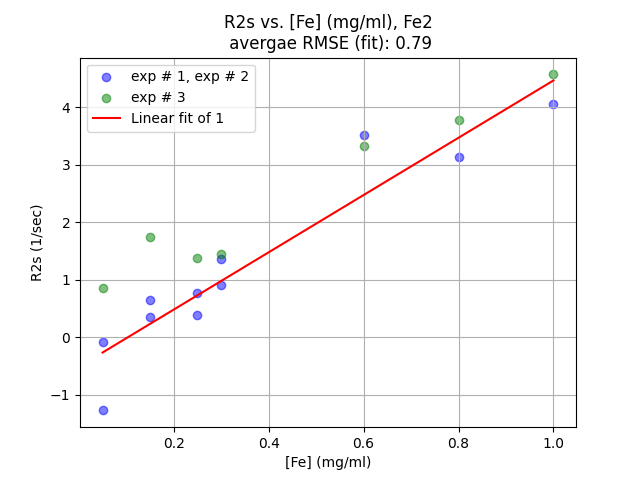 R2s vs. [Fe] (mg/ml), Fe2
avergae RMSE (fit): 0.79
exp # 1, exp # 2
exp # 3
Linear fit of 1
R2s (1/sec)
4
3
2
1
0
−1
0.2 0.4 0.6 0.8 1.0
[Fe] (mg/ml)